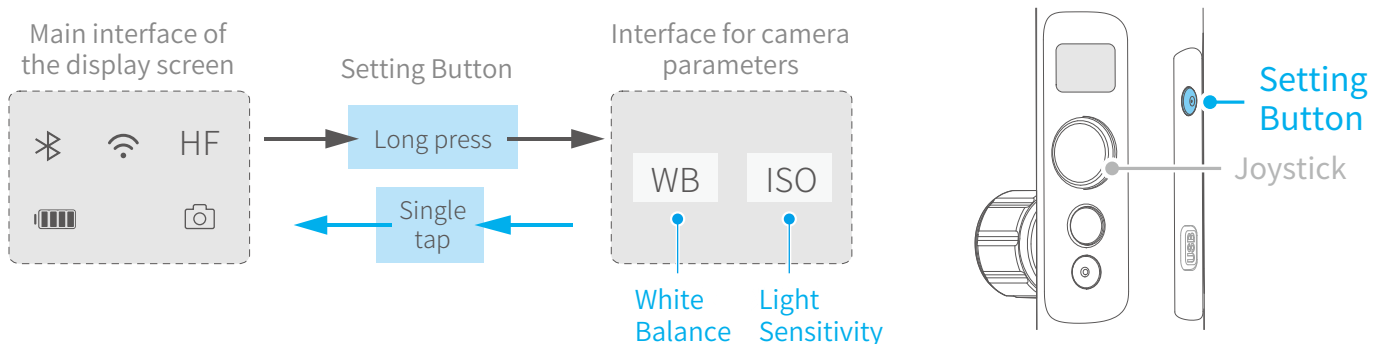 Main interface of
the display screen
HF
Setting Button
Long press
Single
tap
Interface for camera
parameters
WB
ISO
White
Balance
Light
Sensitivity
Setting
Button
Joystick
USB